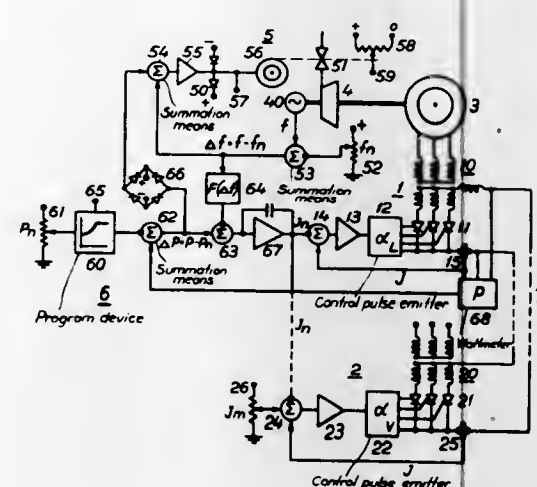 5
54
55
56
50
57
+
o
58
59
51
4
3
40
f
Summation means
Δf=f-fn
fn
52
53
Summation means
66
F(Δf)
64
10
1
61
65
62
63
67
Jn
14
13
12
αL
11
Pn
60
Δp=p-pn
Summation means
15
J
P
68
6
Program device
Control pulse emitter
Wattmeter
Jn
2
20
26
Jm
24
23
αV
22
21
25
J
Control pulse emitter